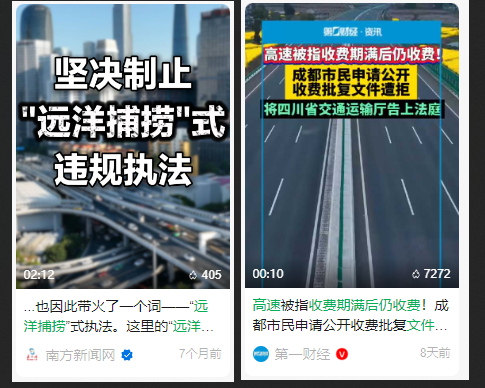 坚决制止
"远洋捕捞"式
违规执法
02:12
405
...也因此带火了一个词——“远
洋捕捞”式执法。这里的“远洋...
南方新闻网
7个月前
第一财经·资讯
高速被指收费期满后仍收费!
成都市民申请公开
收费批复文件遭拒
将四川省交通运输厅告上法庭
00:10
7272
高速被指收费期满后仍收费！成
都市民申请公开收费批复文件...
第一财经
8天前